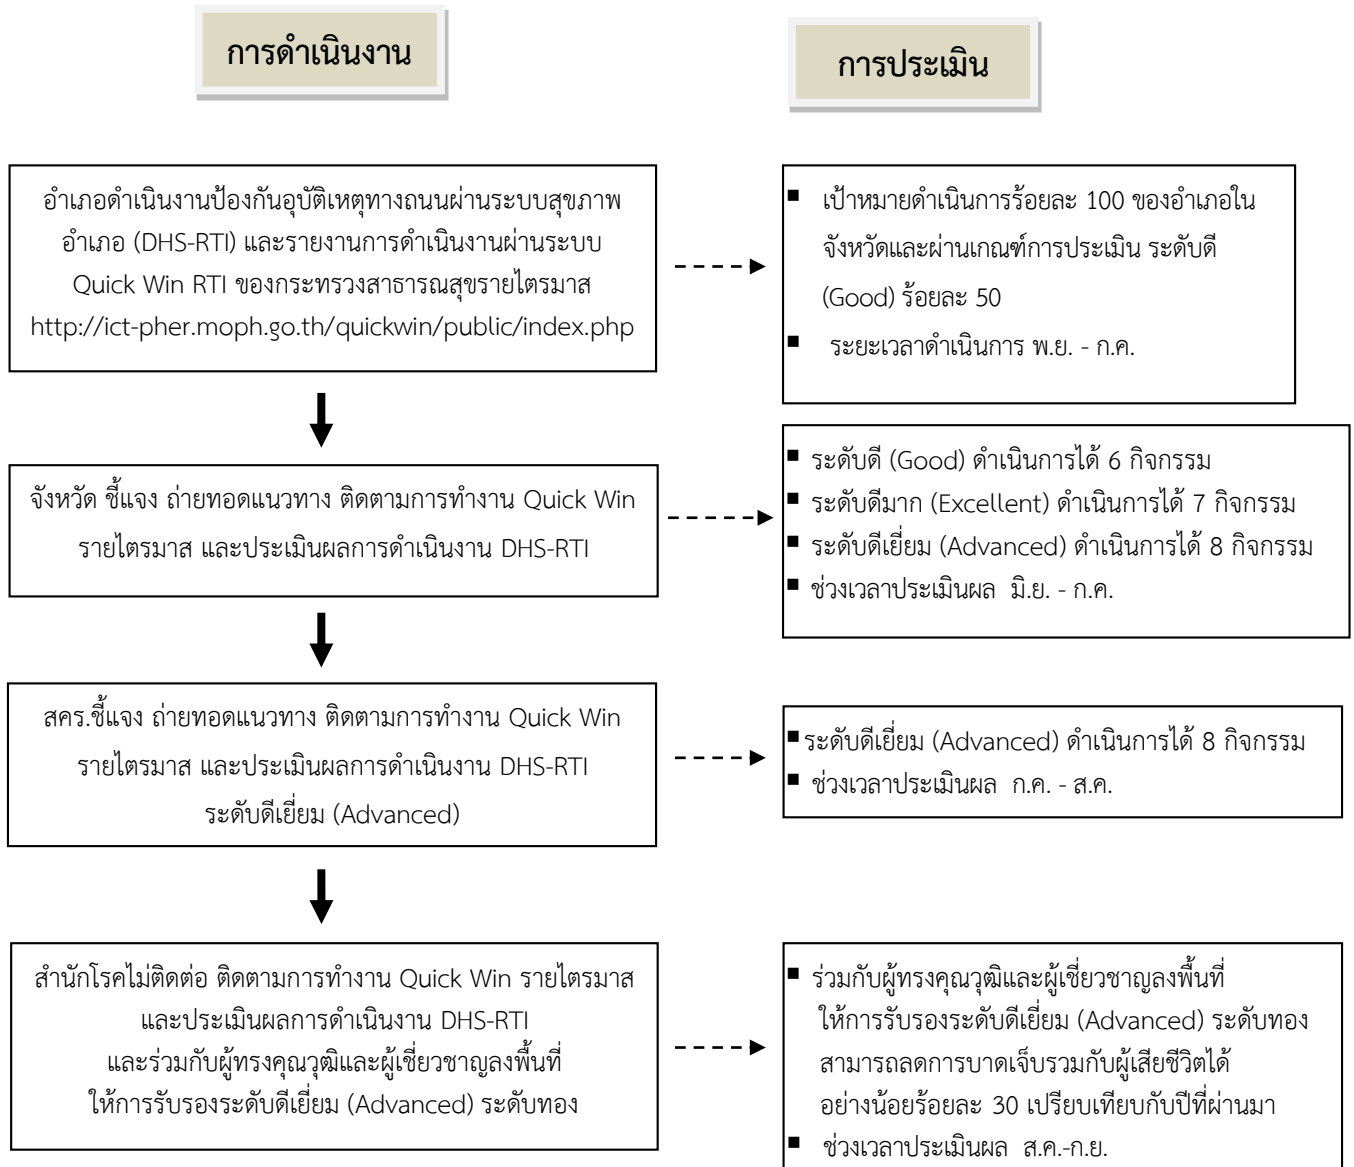 การดำเนินงาน
การประเมิน
อำเภอดำเนินงานป้องกันอุบัติเหตุทางถนนผ่านระบบสุขภาพ
อำเภอ (DHS-RTI) และรายงานการดำเนินงานผ่านระบบ
Quick Win RTI ของกระทรวงสาธารณสุขรายไตรมาส
http://ict-pher.moph.go.th/quickwin/public/index.php
▪ เป้าหมายดำเนินการร้อยละ 100 ของอำเภอใน
จังหวัดและผ่านเกณฑ์การประเมิน ระดับดี
(Good) ร้อยละ 50
▪ ระยะเวลาดำเนินการ พ.ย. - ก.ค.
จังหวัด ชี้แจง ถ่ายทอดแนวทาง ติดตามการทำงาน Quick Win
รายไตรมาส และประเมินผลการดำเนินงาน DHS-RTI
▪ ระดับดี (Good) ดำเนินการได้ 6 กิจกรรม
▪ ระดับดีมาก (Excellent) ดำเนินการได้ 7 กิจกรรม
▪ ระดับดีเยี่ยม (Advanced) ดำเนินการได้ 8 กิจกรรม
▪ ช่วงเวลาประเมินผล มิ.ย. - ก.ค.
สคร.ชี้แจง ถ่ายทอดแนวทาง ติดตามการทำงาน Quick Win
รายไตรมาส และประเมินผลการดำเนินงาน DHS-RTI
ระดับดีเยี่ยม (Advanced)
▪ ระดับดีเยี่ยม (Advanced) ดำเนินการได้ 8 กิจกรรม
▪ ช่วงเวลาประเมินผล ก.ค. - ส.ค.
สำนักโรคไม่ติดต่อ ติดตามการทำงาน Quick Win รายไตรมาส
และประเมินผลการดำเนินงาน DHS-RTI
และร่วมกับผู้ทรงคุณวุฒิและผู้เชี่ยวชาญลงพื้นที่
ให้การรับรองระดับดีเยี่ยม (Advanced) ระดับทอง
▪ ร่วมกับผู้ทรงคุณวุฒิและผู้เชี่ยวชาญลงพื้นที่
ให้การรับรองระดับดีเยี่ยม (Advanced) ระดับทอง
สามารถลดการบาดเจ็บรวมกับผู้เสียชีวิตได้
อย่างน้อยร้อยละ 30 เปรียบเทียบกับปีที่ผ่านมา
▪ ช่วงเวลาประเมินผล ส.ค.-ก.ย.